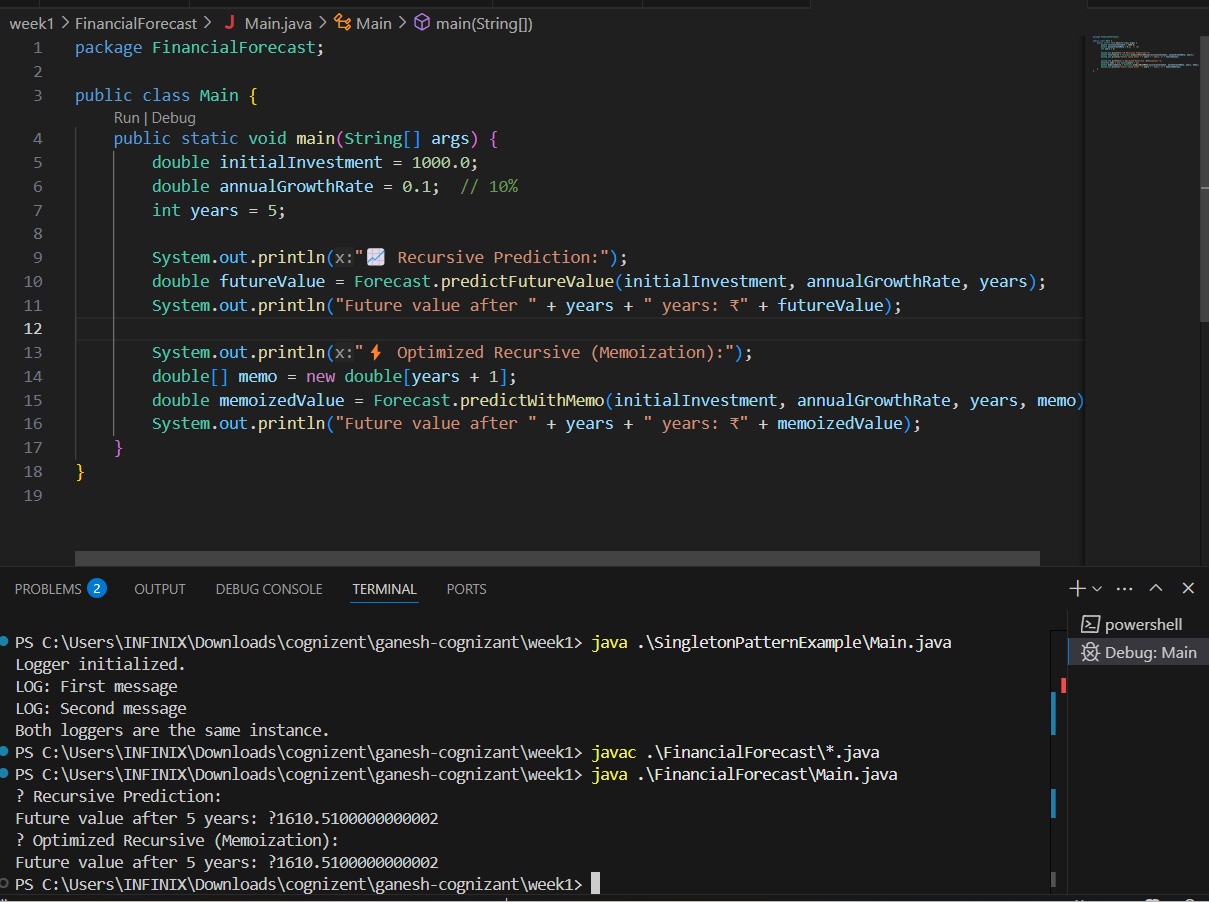 week1 > FinancialForecast > J Main.java > Main > main(String[])
1 package FinancialForecast;
2
3 public class Main {
Run | Debug
4 public static void main(String[] args) {
5 double initialInvestment = 1000.0;
6 double annualGrowthRate = 0.1; // 10%
7 int years = 5;
8
9 System.out.println(x:"📈 Recursive Prediction:");
10 double futureValue = Forecast.predictFutureValue(initialInvestment, annualGrowthRate, years);
11 System.out.println("Future value after " + years + " years: ₹" + futureValue);
12
13 System.out.println(x:"⚡ Optimized Recursive (Memoization):");
14 double[] memo = new double[years + 1];
15 double memoizedValue = Forecast.predictWithMemo(initialInvestment, annualGrowthRate, years, memo)
16 System.out.println("Future value after " + years + " years: ₹" + memoizedValue);
17 }
18 }
19
PROBLEMS 2 OUTPUT DEBUG CONSOLE TERMINAL PORTS
powershell
Debug: Main
PS C:\Users\INFINIX\Downloads\cognizent\ganesh-cognizant\week1> java .\SingletonPatternExample\Main.java
Logger initialized.
LOG: First message
LOG: Second message
Both loggers are the same instance.
PS C:\Users\INFINIX\Downloads\cognizent\ganesh-cognizant\week1> javac .\FinancialForecast\*.java
PS C:\Users\INFINIX\Downloads\cognizent\ganesh-cognizant\week1> java .\FinancialForecast\Main.java
? Recursive Prediction:
Future value after 5 years: ?1610.5100000000002
? Optimized Recursive (Memoization):
Future value after 5 years: ?1610.5100000000002
PS C:\Users\INFINIX\Downloads\cognizent\ganesh-cognizant\week1>